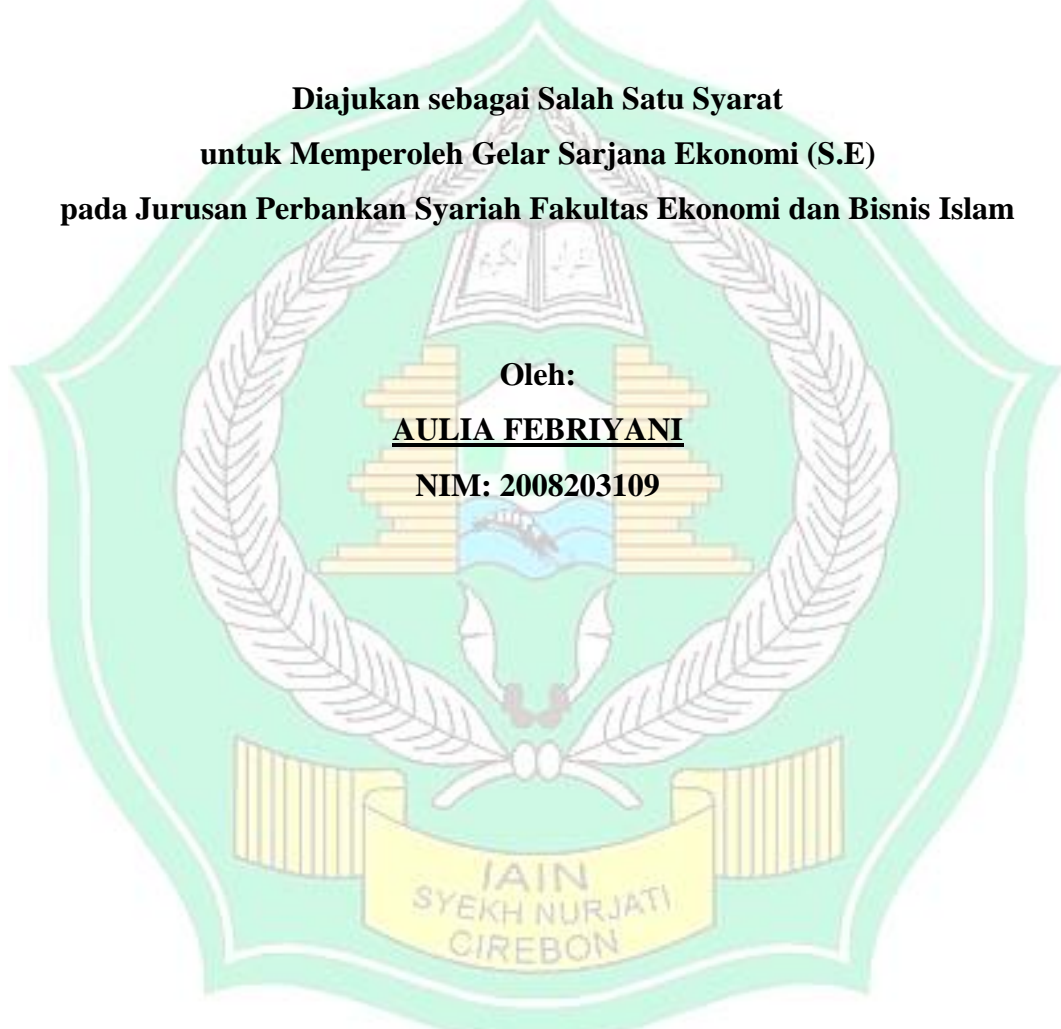 Diajukan sebagai Salah Satu Syarat
untuk Memperoleh Gelar Sarjana Ekonomi (S.E)
pada Jurusan Perbankan Syariah Fakultas Ekonomi dan Bisnis Islam
Oleh:
AULIA FEBRIYANI
NIM: 2008203109
IAIN
SYEKH NURJATI
CIREBON